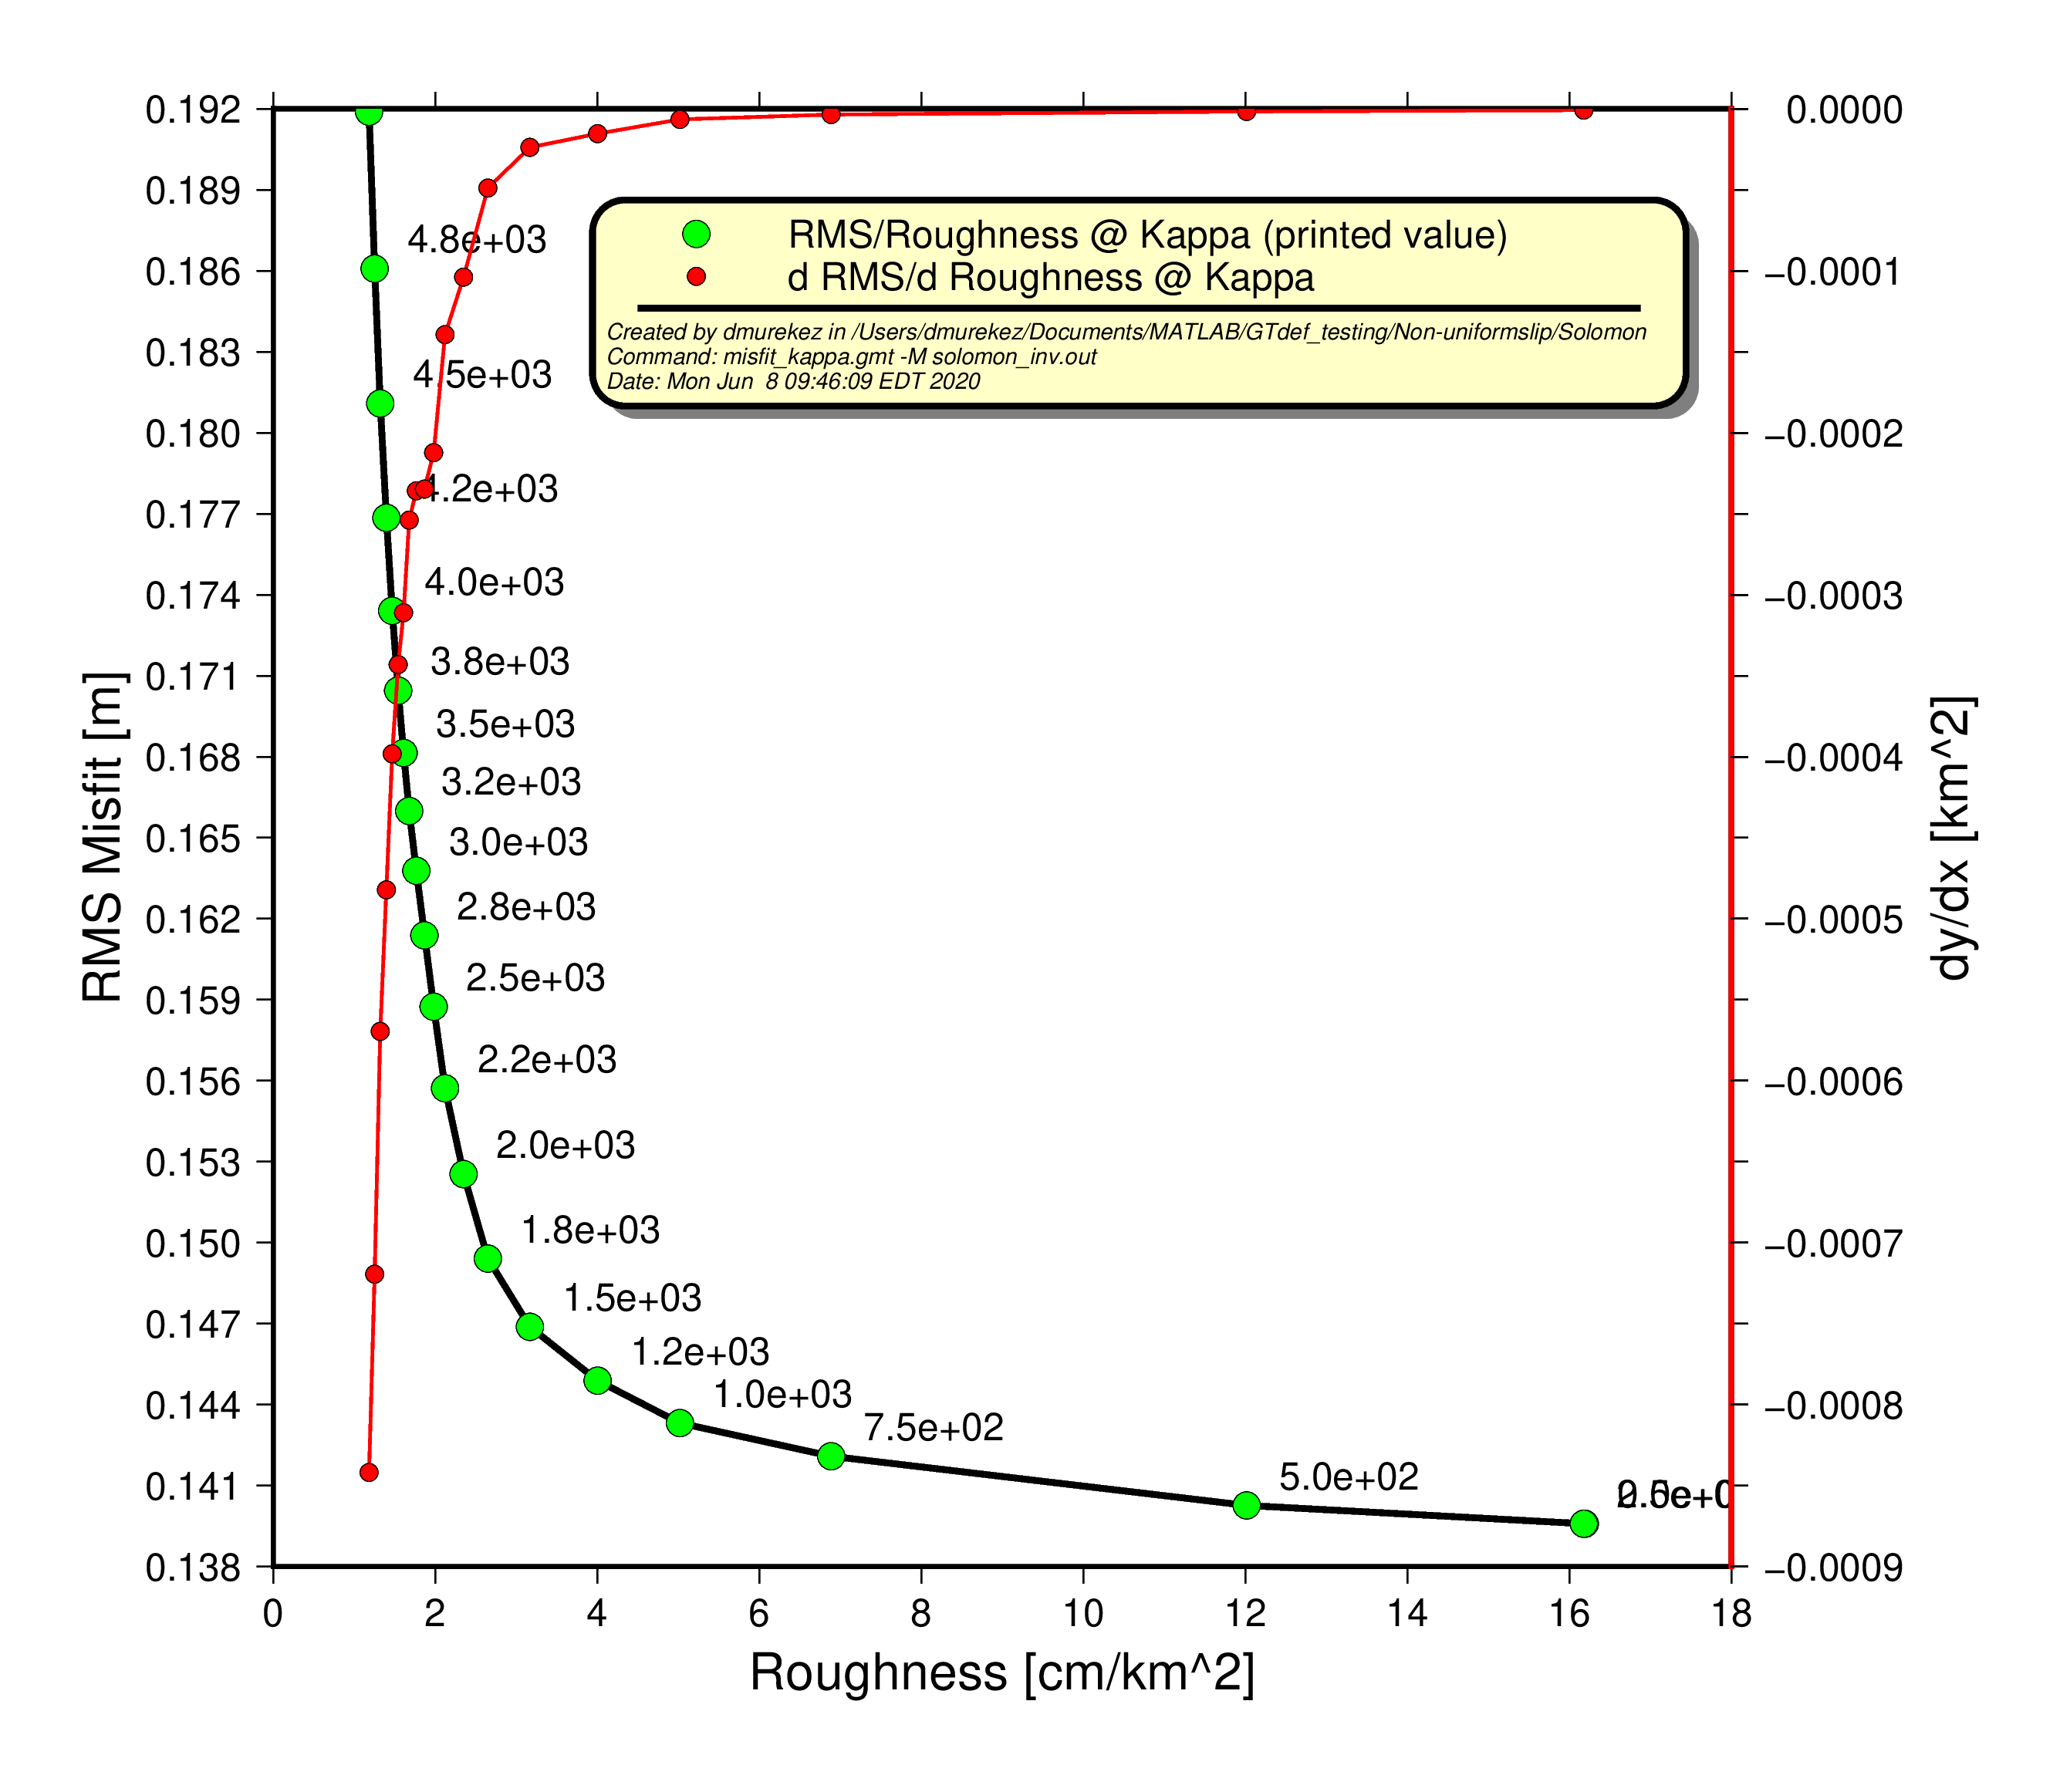 0.192
0.189
0.186
0.183
0.180
0.177
0.174
0.171
0.168
0.165
0.162
0.159
0.156
0.153
0.150
0.147
0.144
0.141
0.138
RMS Misfit [m]
0.0000
−0.0001
−0.0002
−0.0003
−0.0004
−0.0005
−0.0006
−0.0007
−0.0008
−0.0009
dy/dx [km^2]
RMS/Roughness @ Kappa (printed value)
d RMS/d Roughness @ Kappa
Created by dmurekez in /Users/dmurekez/Documents/MATLAB/GTdef_testing/Non-uniformslip/Solomon
Command: misfit_kappa.gmt -M solomon_inv.out
Date: Mon Jun 8 09:46:09 EDT 2020
4.8e+03
4.5e+03
4.2e+03
4.0e+03
3.8e+03
3.5e+03
3.2e+03
3.0e+03
2.8e+03
2.5e+03
2.2e+03
2.0e+03
1.8e+03
1.5e+03
1.2e+03
1.0e+03
7.5e+02
5.0e+02
0 2 4 6 8 10 12 14 16 18
Roughness [cm/km^2]